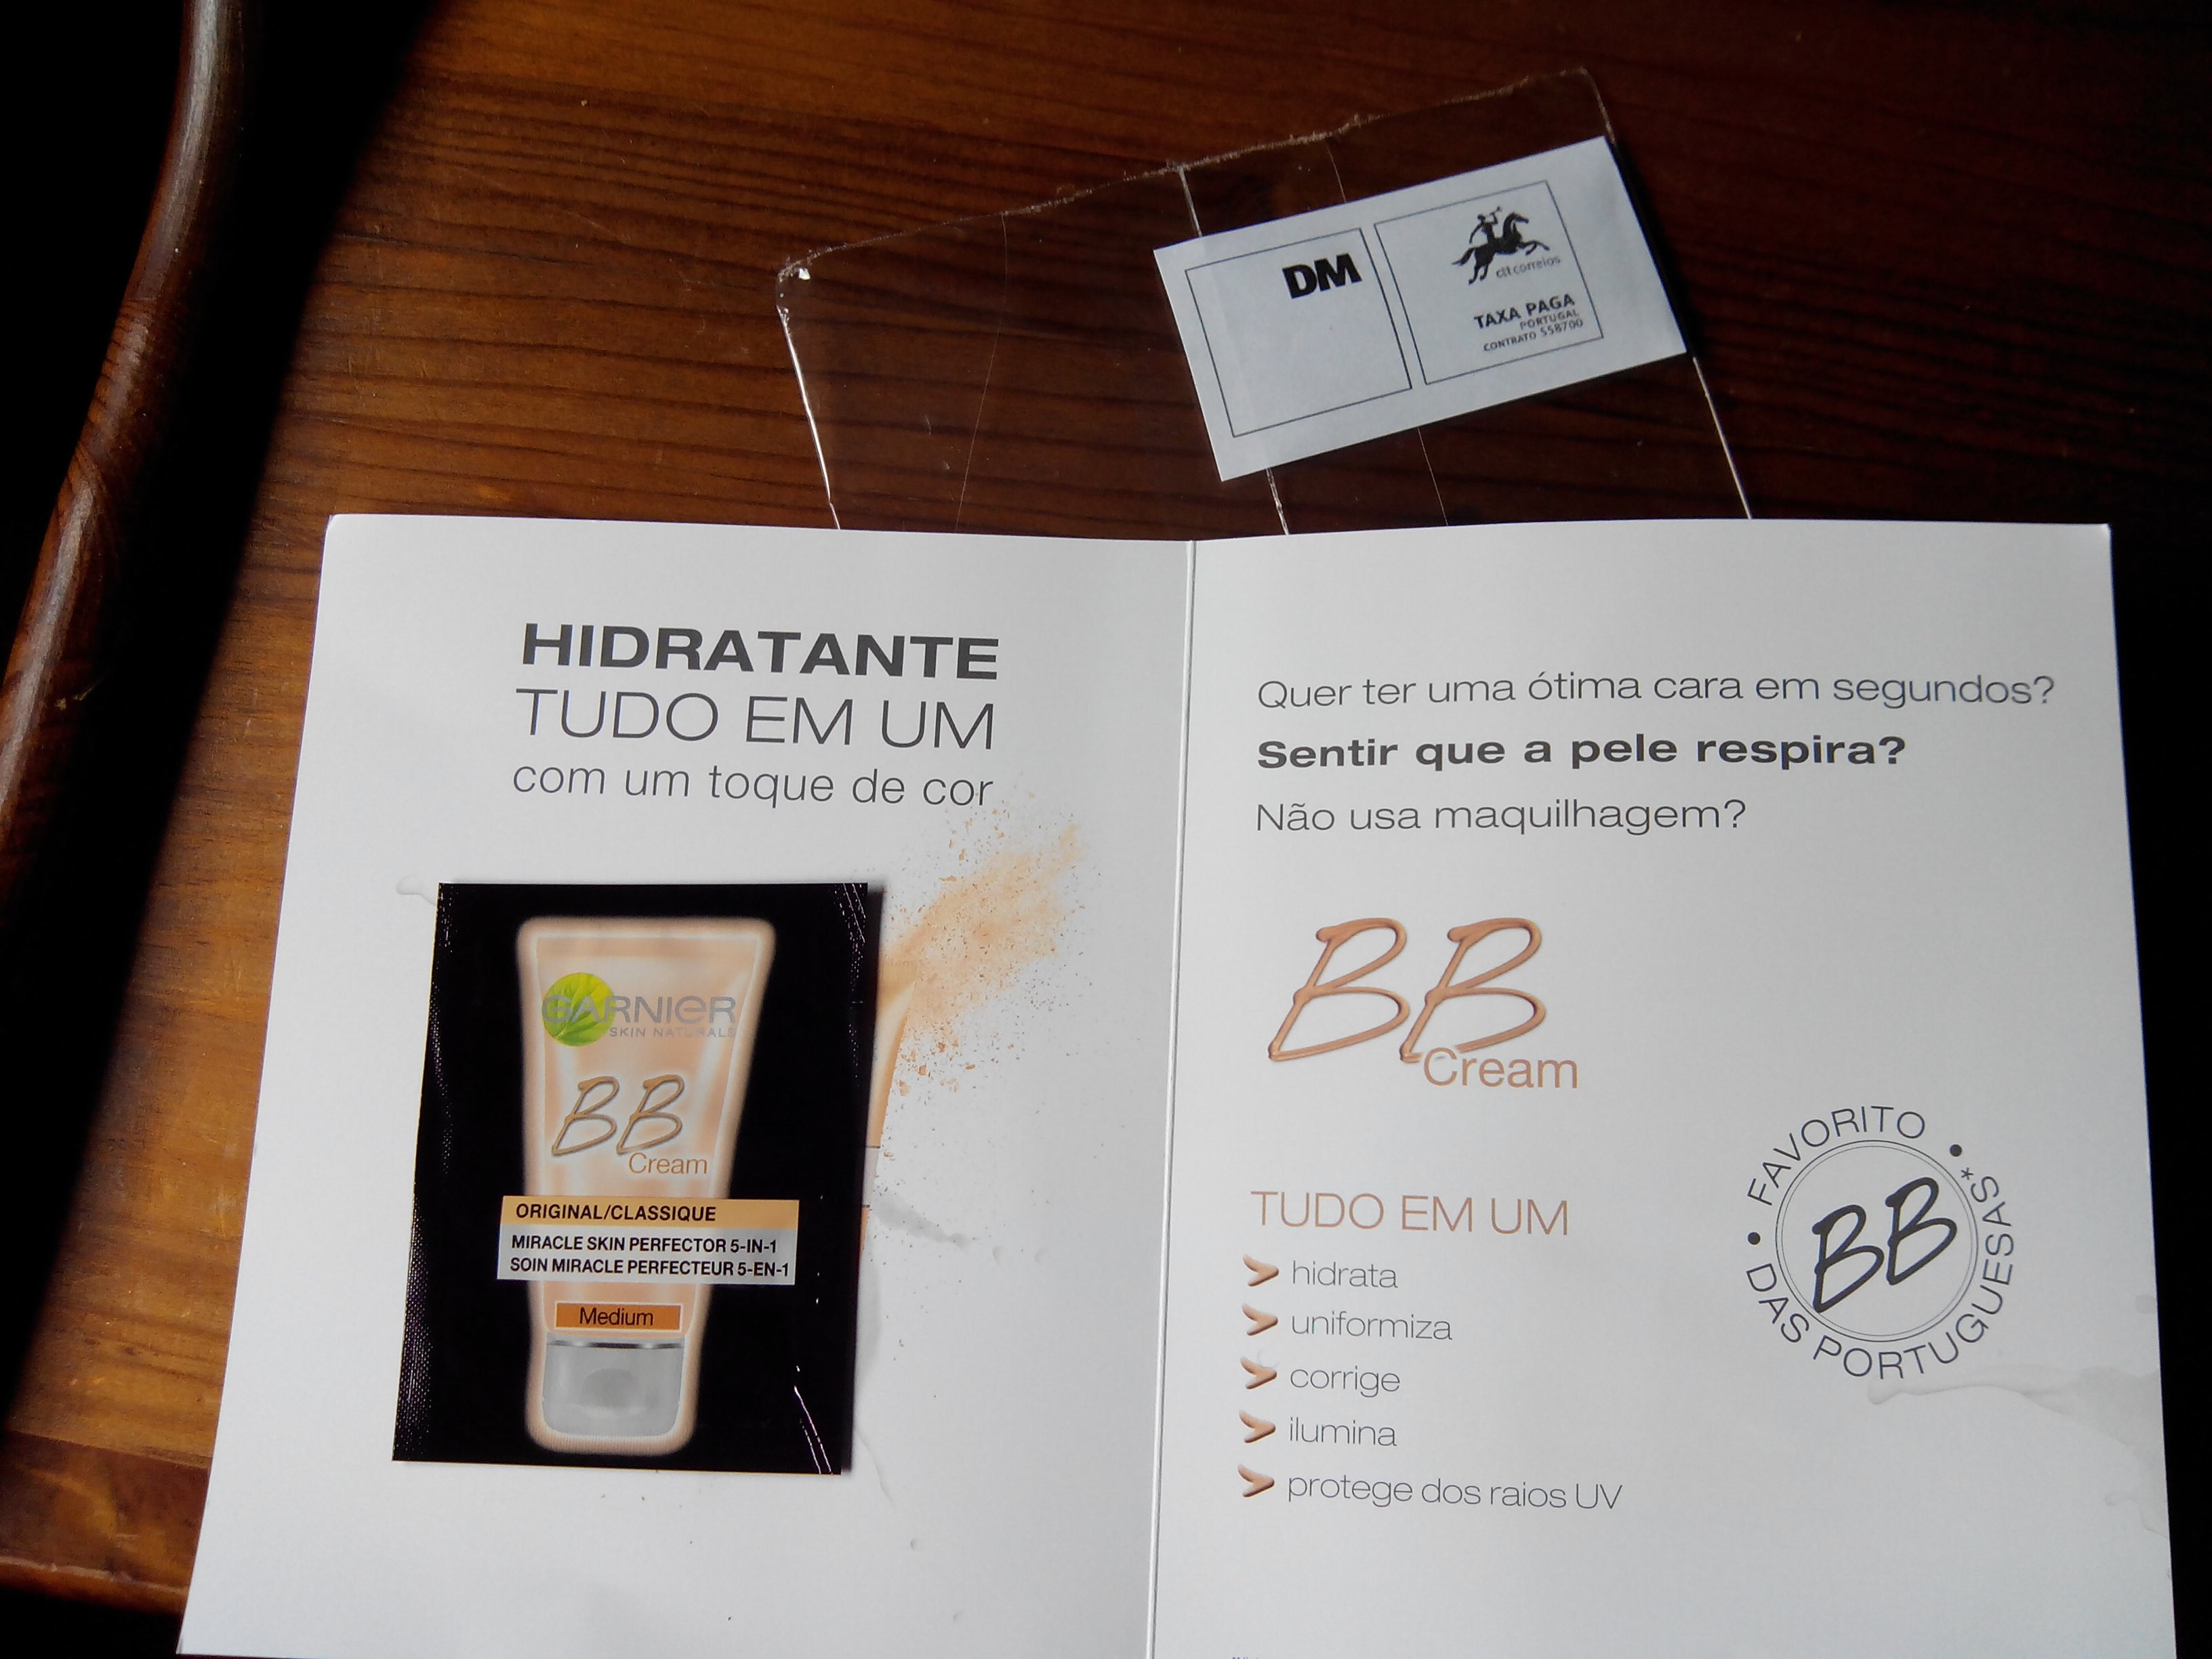 DM
ctt correios
TAXA PAGA
PORTUGAL
CONTRATO 558700
HIDRATANTE
TUDO EM UM
com um toque de cor
GARNIER
SKIN NATURALS
BB
Cream
ORIGINAL/CLASSIQUE
MIRACLE SKIN PERFECTOR 5-IN-1
SOIN MIRACLE PERFECTEUR 5-EN-1
Medium
Quer ter uma ótima cara em segundos?
Sentir que a pele respira?
Não usa maquilhagem?
BB
Cream
TUDO EM UM
hidrata
uniformiza
corrige
ilumina
protege dos raios UV
• FAVORITO •
DAS PORTUGUESAS*
BB